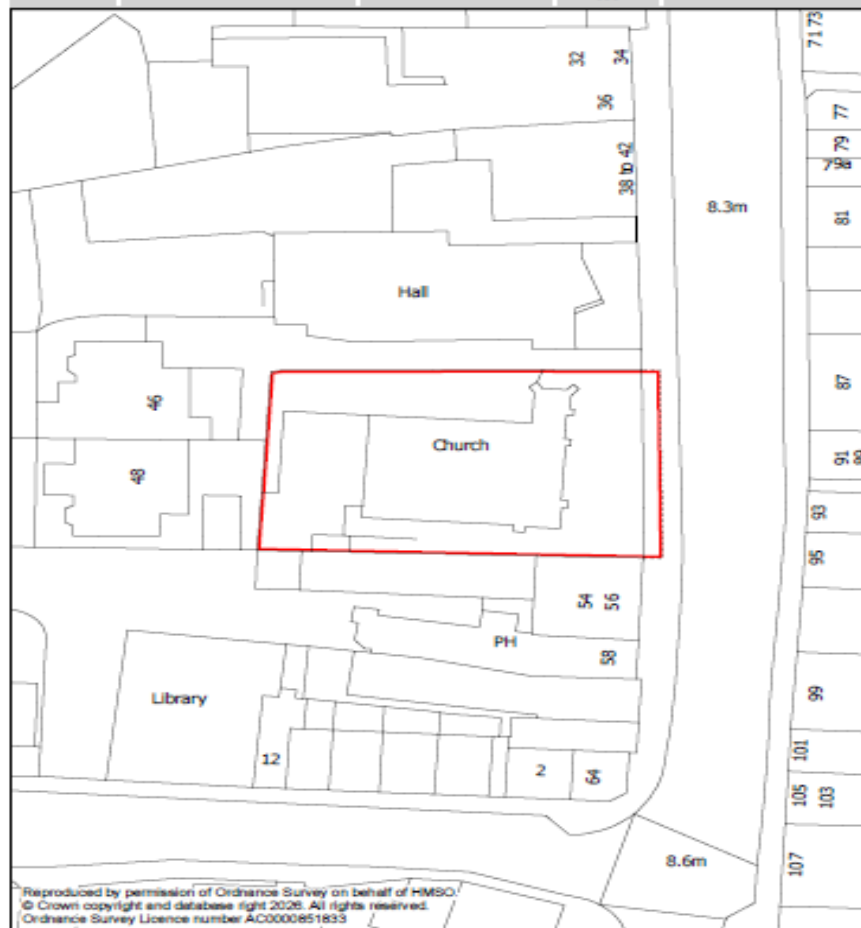 71 73
32
34
36
77
79
79a
38 to 42
81
8.3m
Hall
87
46
Church
91
89
48
93
95
54
56
PH
58
Library
99
12
2
64
101
105
103
8.6m
107
Reproduced by permission of Ordnance Survey on behalf of HMSO.
© Crown copyright and database right 2026. All rights reserved.
Ordnance Survey Licence number AC0000851833